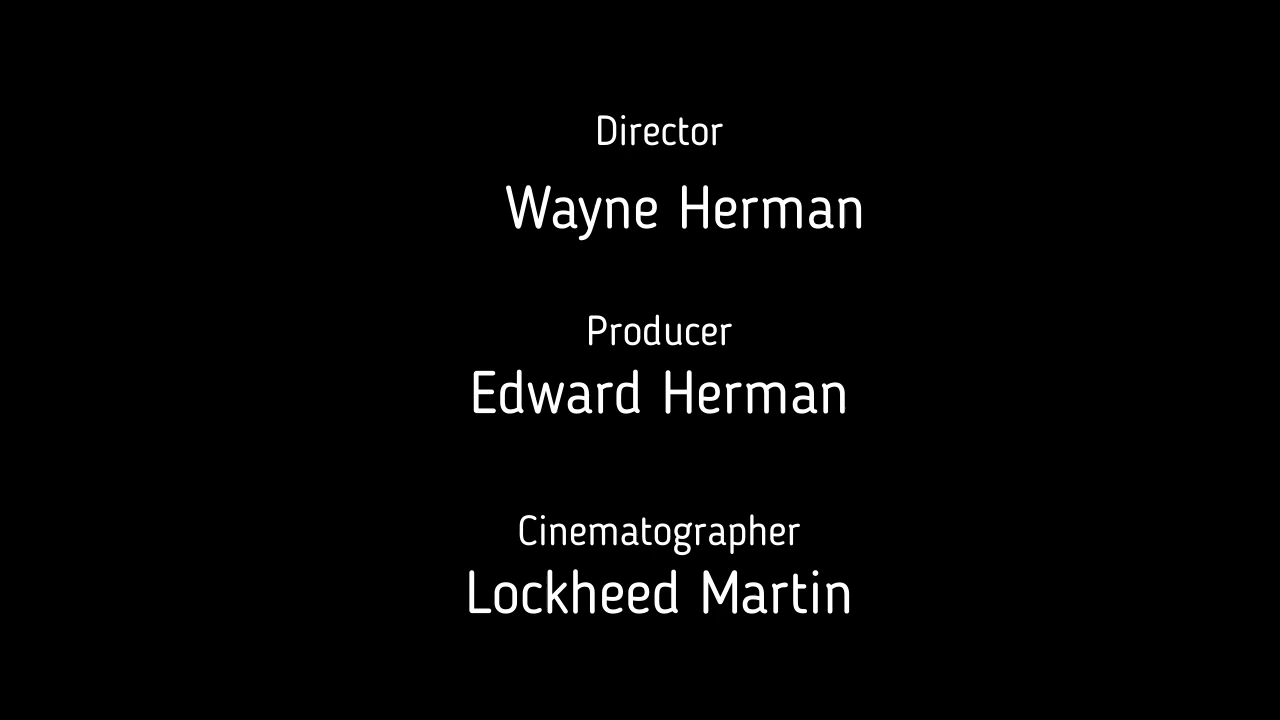 Director
Wayne Herman
Producer
Edward Herman
Cinematographer
Lockheed Martin